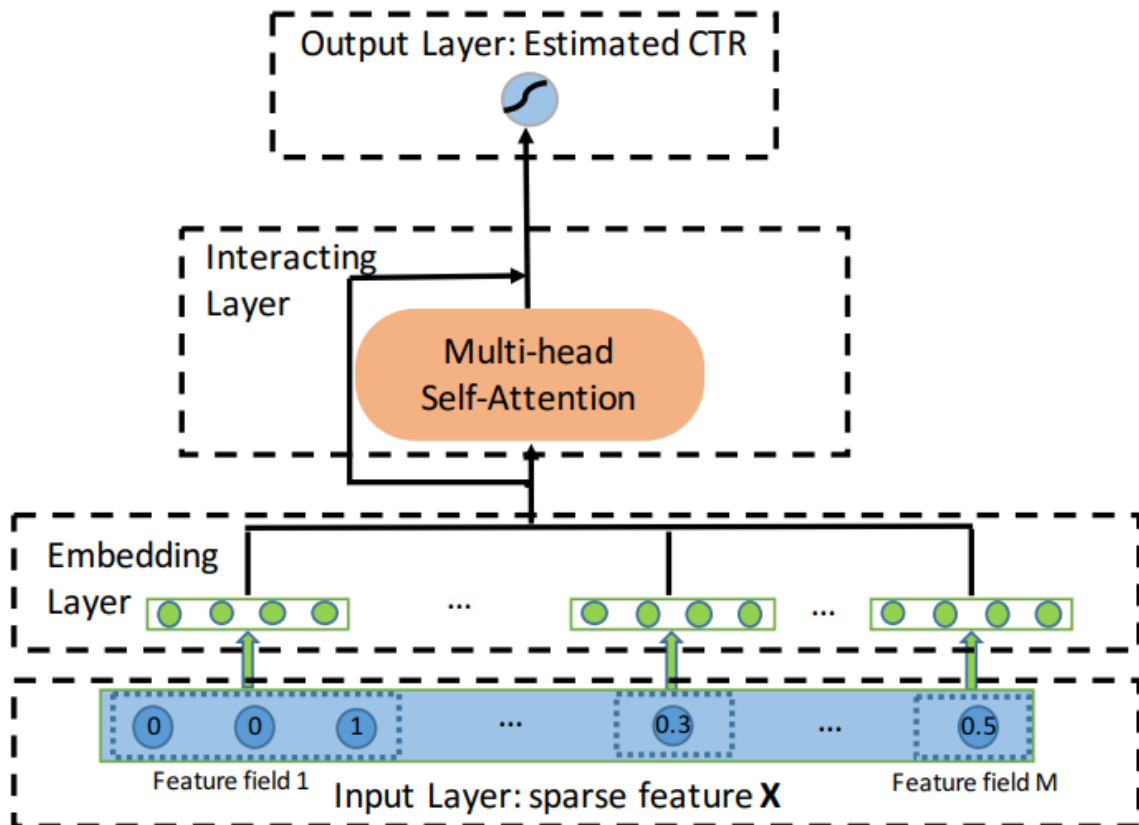 Output Layer: Estimated CTR
Interacting
Layer
Multi-head
Self-Attention
Embedding
Layer
... ...
0 0 1 ... 0.3 ... 0.5
Feature field 1 Feature field M
Input Layer: sparse feature X